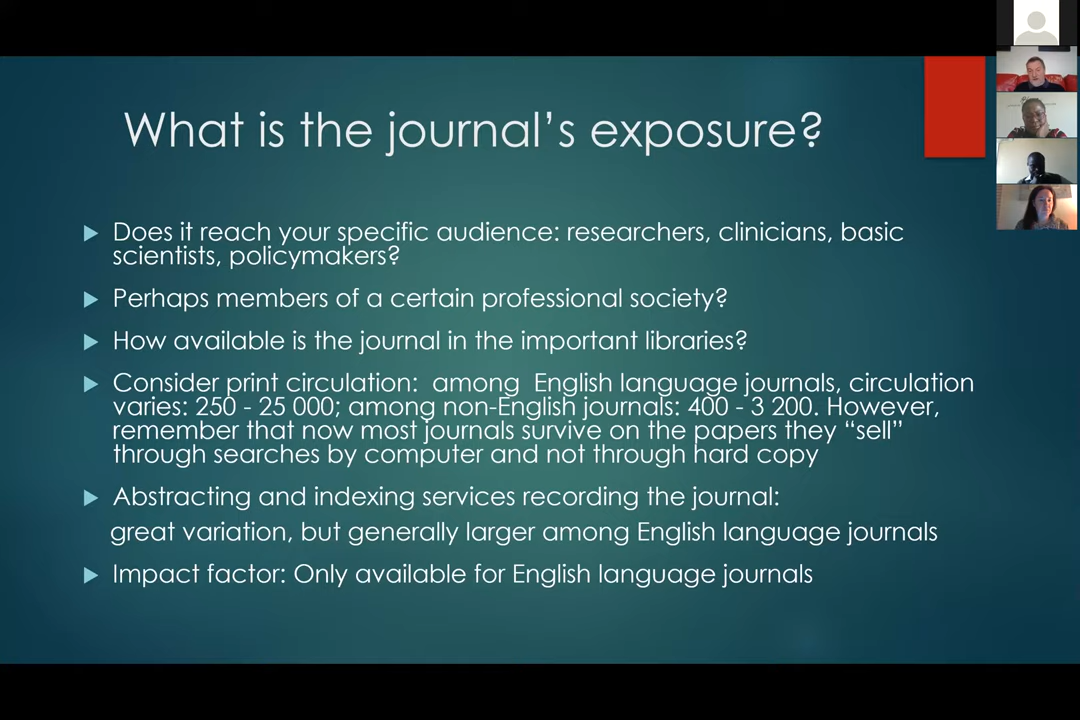 What is the journal's exposure?
Does it reach your specific audience: researchers, clinicians, basic
scientists, policymakers?
Perhaps members of a certain professional society?
How available is the journal in the important libraries?
Consider print circulation:  among  English language journals, circulation
varies: 250 - 25 000; among non-English journals: 400 - 3 200. However,
remember that now most journals survive on the papers they “sell”
through searches by computer and not through hard copy
Abstracting and indexing services recording the journal:
great variation, but generally larger among English language journals
Impact factor: Only available for English language journals